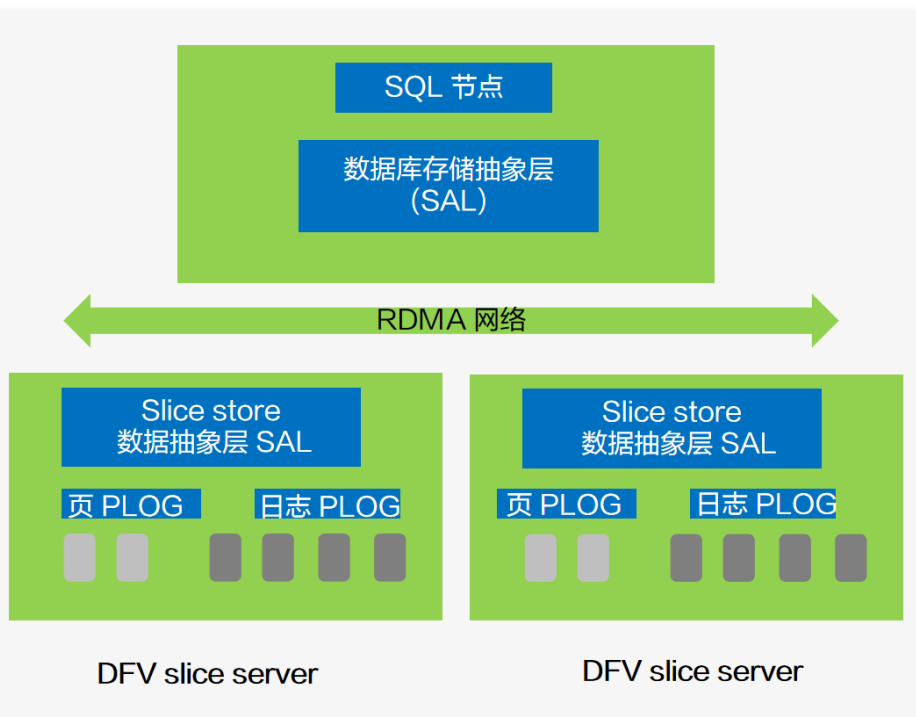 SQL 节点
数据库存储抽象层
（SAL）
RDMA 网络
Slice store
数据抽象层 SAL
页 PLOG
日志 PLOG
DFV slice server
Slice store
数据抽象层 SAL
页 PLOG
日志 PLOG
DFV slice server